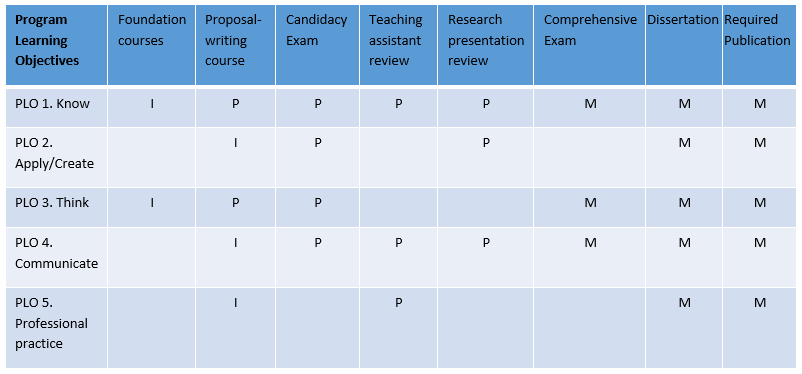 Program Learning Objectives | Foundation courses | Proposal-writing course | Candidacy Exam | Teaching assistant review | Research presentation review | Comprehensive Exam | Dissertation | Required Publication
PLO 1. Know | I | P | P | P | P | M | M | M
PLO 2. Apply/Create | | I | P | | P | | M | M
PLO 3. Think | I | P | P | | | M | M | M
PLO 4. Communicate | | I | P | P | P | M | M | M
PLO 5. Professional practice | | I | | P | | | M | M